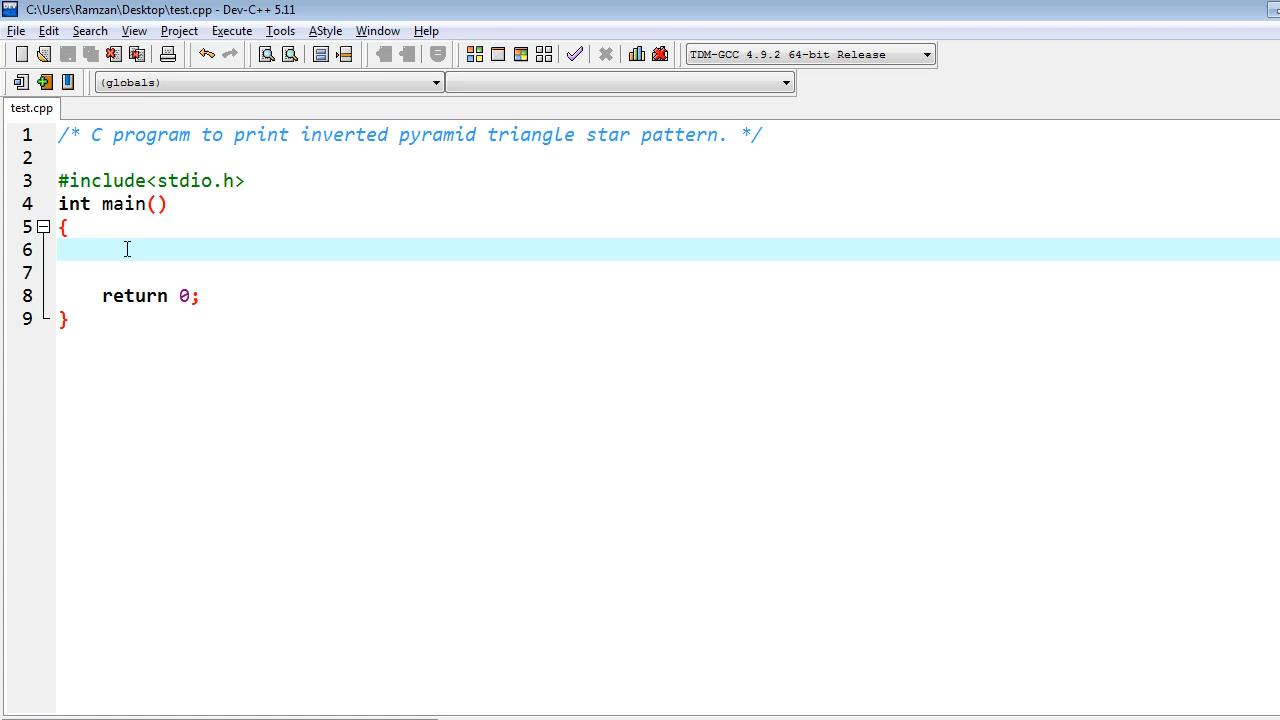 C:\Users\Ramzan\Desktop\test.cpp - Dev-C++ 5.11
File Edit Search View Project Execute Tools AStyle Window Help
TDM-GCC 4.9.2 64-bit Release
(globals)
test.cpp
1 /* C program to print inverted pyramid triangle star pattern. */
2
3 #include<stdio.h>
4 int main()
5 {
6
7
8 return 0;
9 }